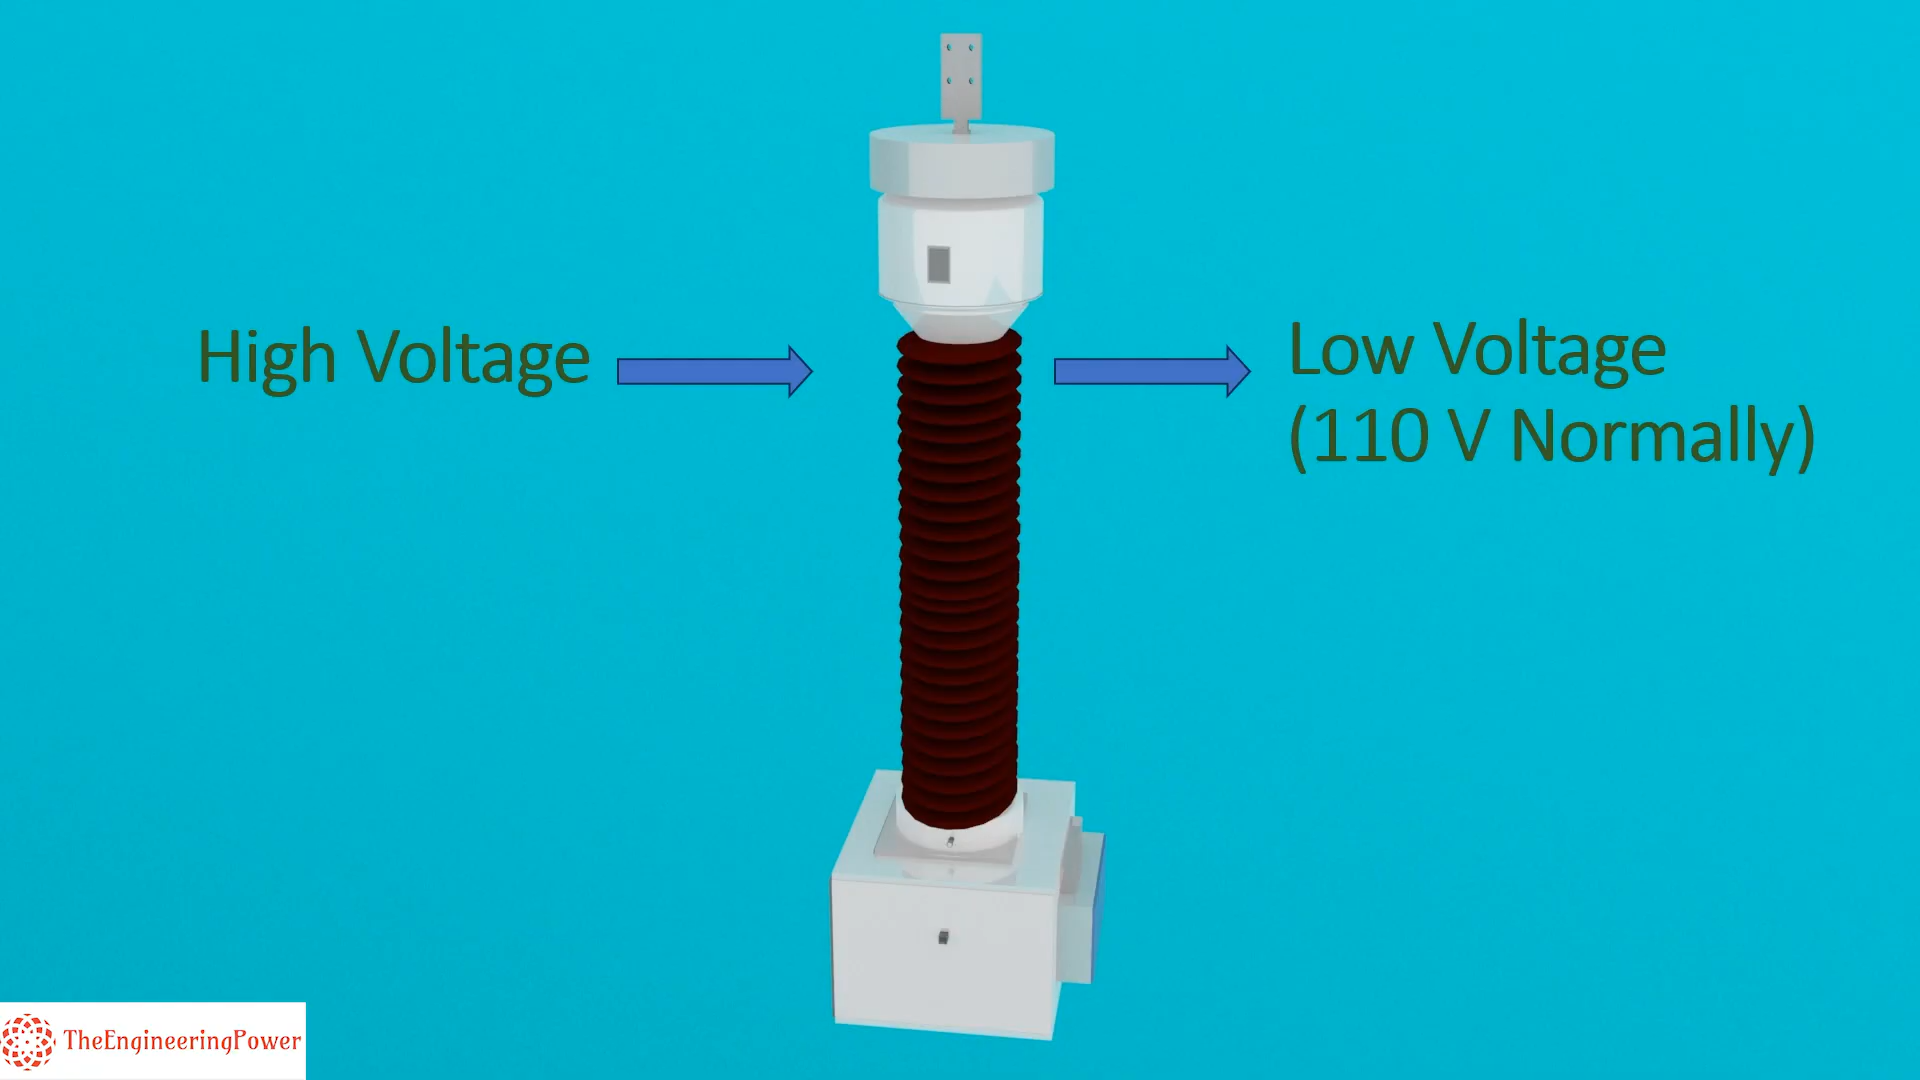 High Voltage
Low Voltage
(110 V Normally)
TheEngineeringPower